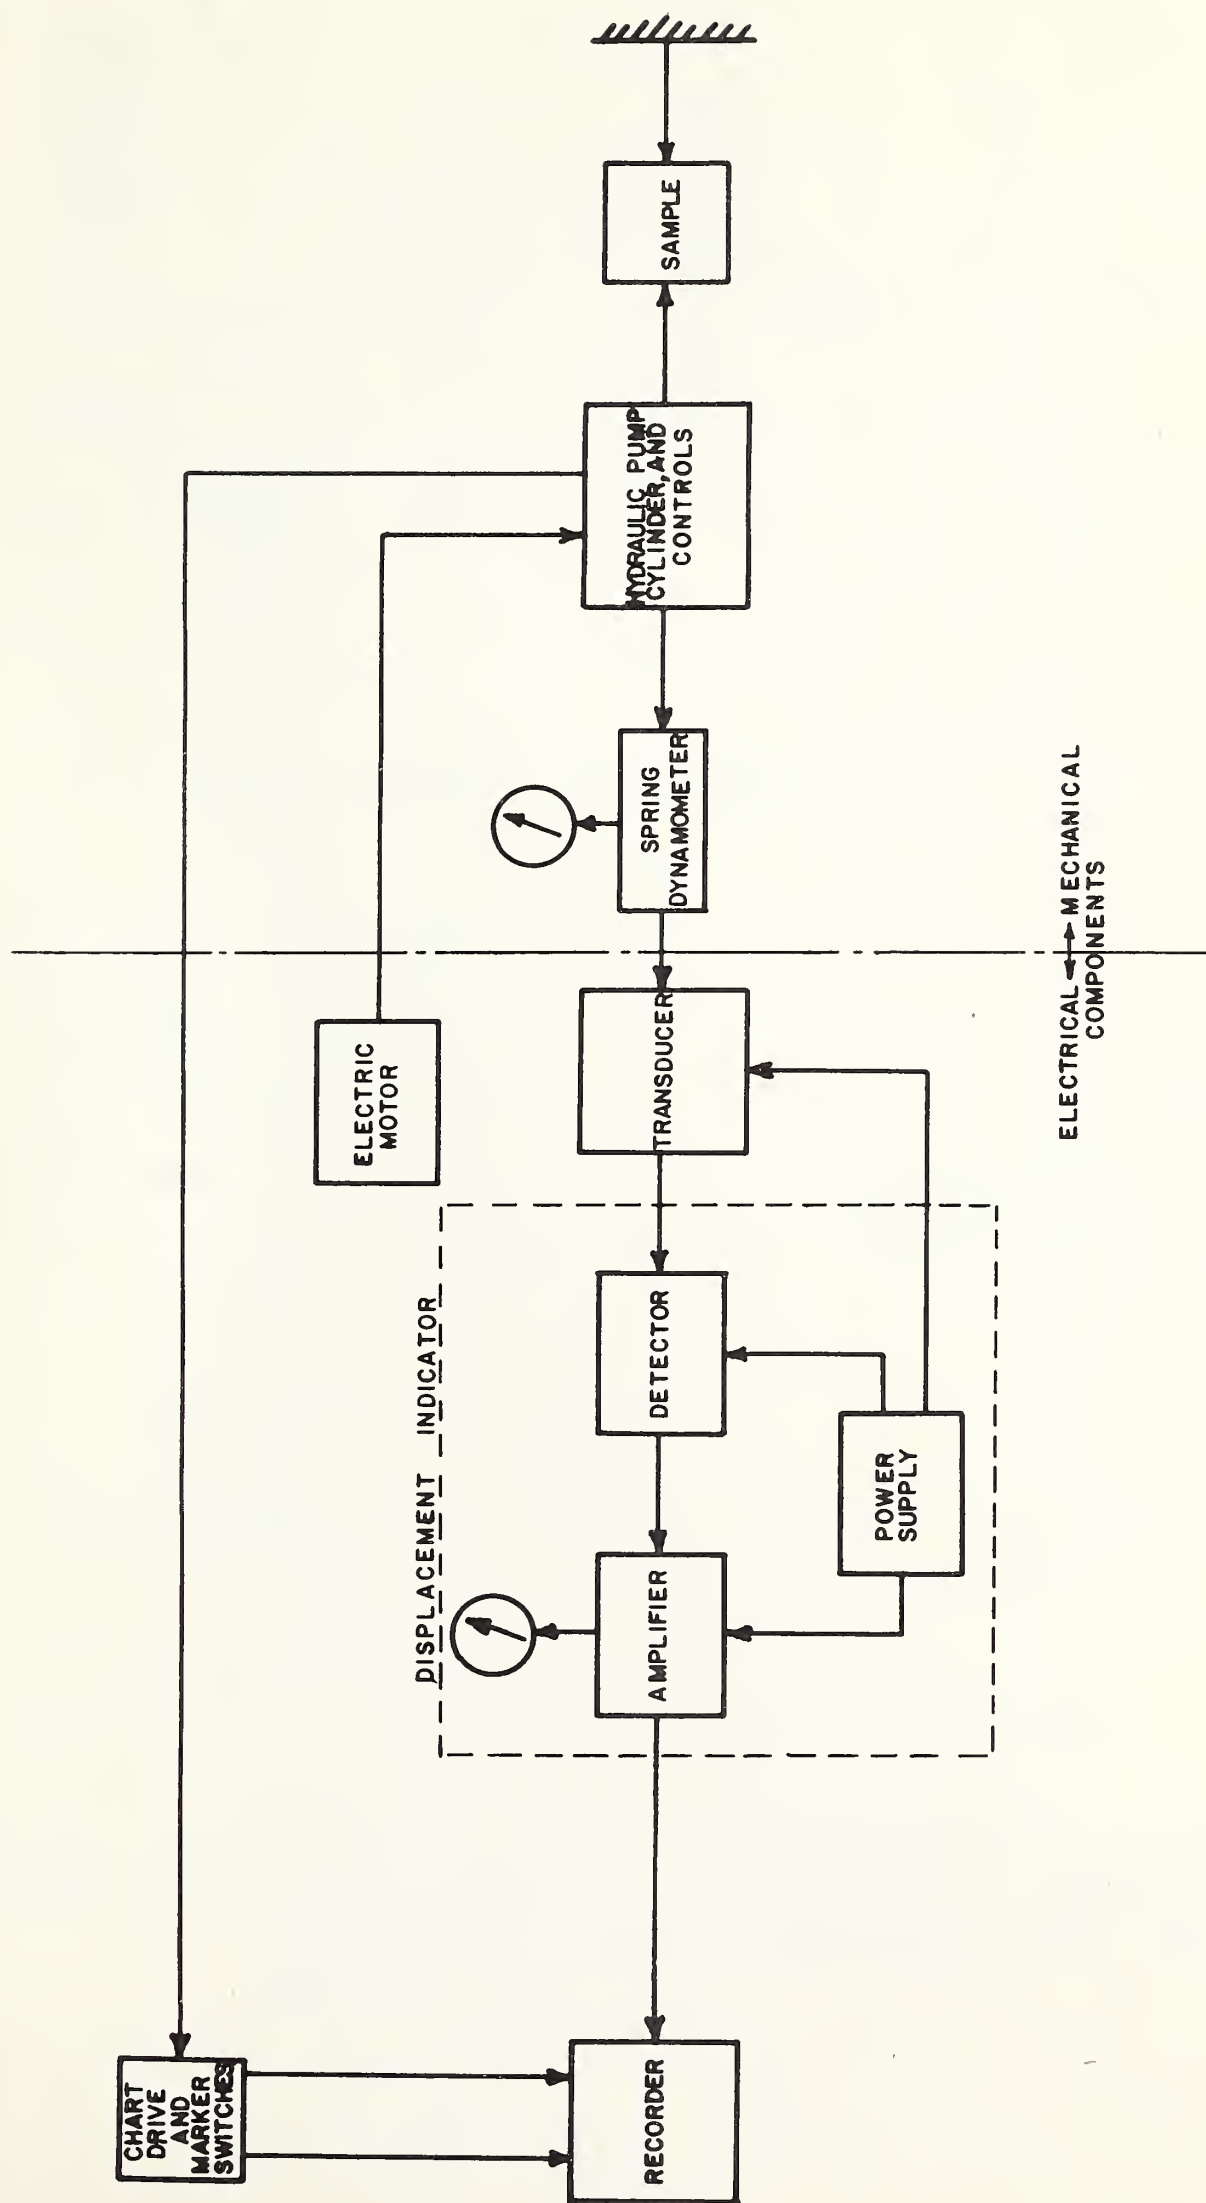 CHART
DRIVE
AND
MARKER
SWITCHES
RECORDER
DISPLACEMENT INDICATOR
AMPLIFIER
DETECTOR
POWER
SUPPLY
ELECTRIC
MOTOR
TRANSDUCER
SPRING
DYNAMOMETER
HYDRAULIC PUMP
CYLINDER, AND
CONTROLS
SAMPLE
ELECTRICAL MECHANICAL
COMPONENTS